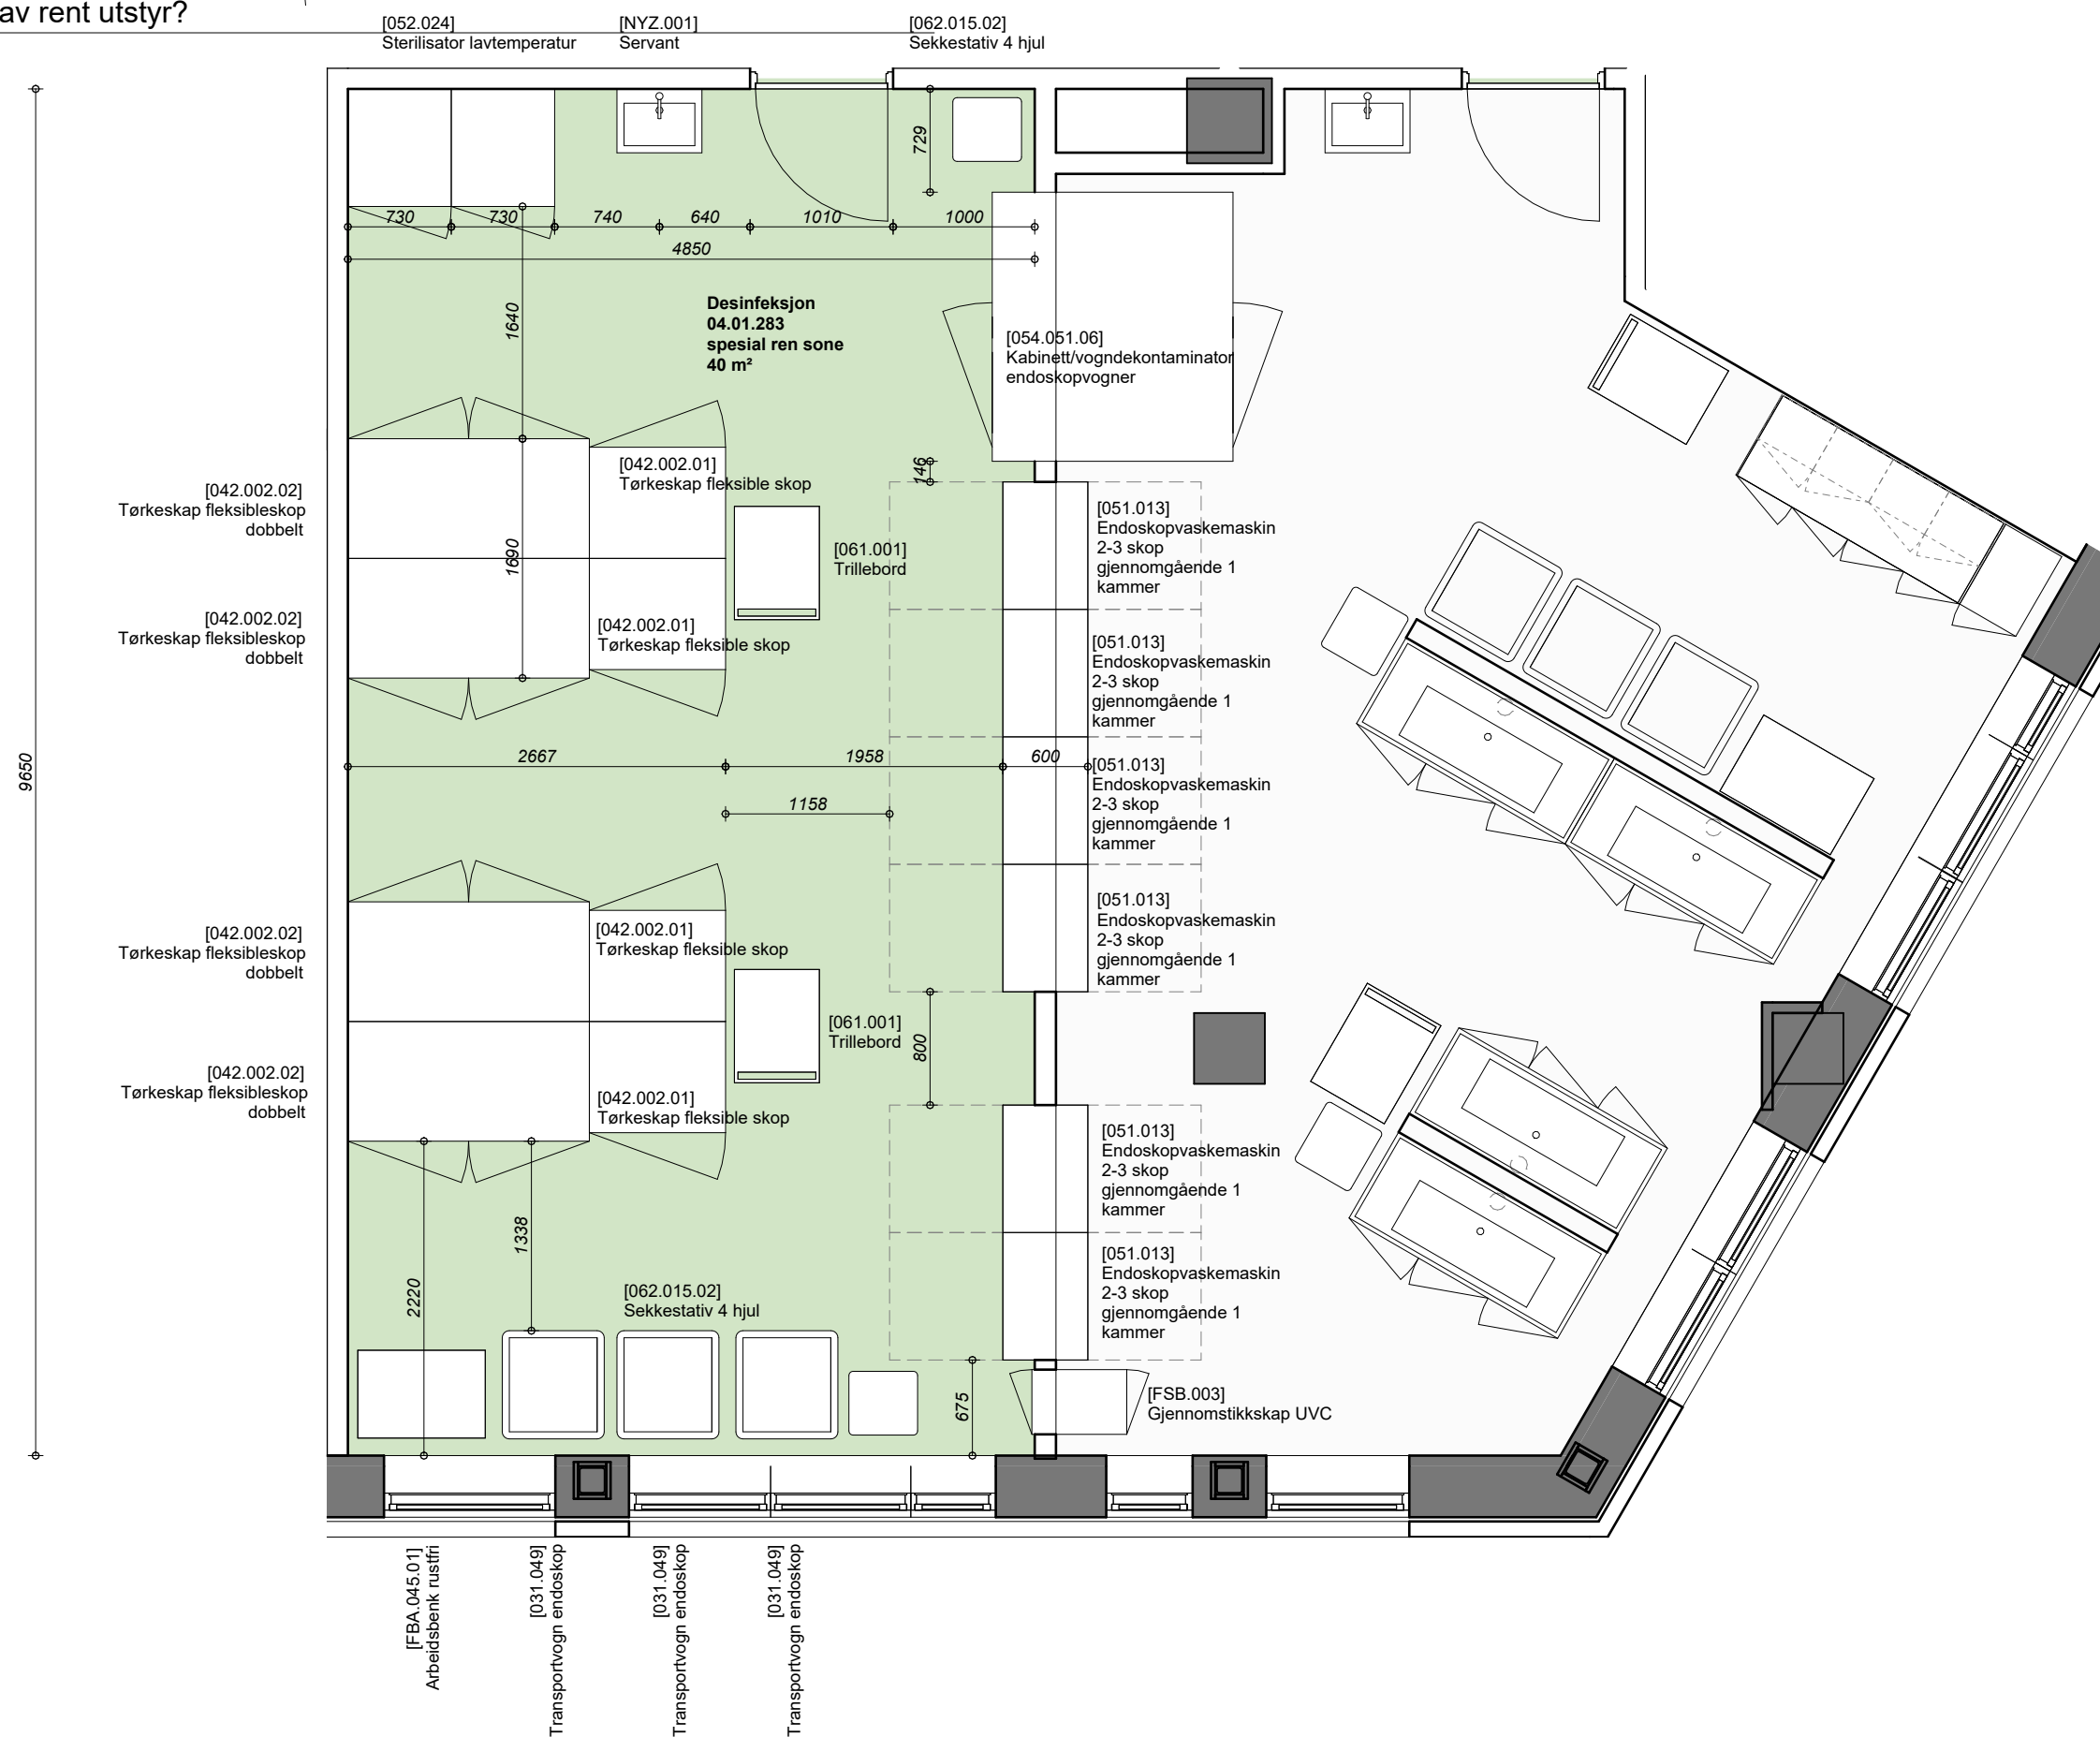 av rent utstyr?
[052.024]
Sterilisator lavtemperatur
[NYZ.001]
Servant
[062.015.02]
Sekkestativ 4 hjul
729
730
730
740
640
1010
1000
4850
1640
Desinfeksjon
04.01.283
spesial ren sone
40 m²
[054.051.06]
Kabinett/vogndekontaminator
endoskopvogner
146
[042.002.02]
Tørkeskap fleksibleskop
dobbelt
[042.002.01]
Tørkeskap fleksible skop
1690
[061.001]
Trillebord
[051.013]
Endoskopvaskemaskin
2-3 skop
gjennomgående 1
kammer
[042.002.02]
Tørkeskap fleksibleskop
dobbelt
[042.002.01]
Tørkeskap fleksible skop
[051.013]
Endoskopvaskemaskin
2-3 skop
gjennomgående 1
kammer
9650
2667
1958
600
1158
[051.013]
Endoskopvaskemaskin
2-3 skop
gjennomgående 1
kammer
[042.002.02]
Tørkeskap fleksibleskop
dobbelt
[042.002.01]
Tørkeskap fleksible skop
[051.013]
Endoskopvaskemaskin
2-3 skop
gjennomgående 1
kammer
[061.001]
Trillebord
800
[042.002.02]
Tørkeskap fleksibleskop
dobbelt
[042.002.01]
Tørkeskap fleksible skop
[051.013]
Endoskopvaskemaskin
2-3 skop
gjennomgående 1
kammer
1338
2220
[062.015.02]
Sekkestativ 4 hjul
[051.013]
Endoskopvaskemaskin
2-3 skop
gjennomgående 1
kammer
675
[FSB.003]
Gjennomstikkskap UVC
[FBA.045.01]
Arbeidsbenk rustfri
[031.049]
Transportvogn endoskop
[031.049]
Transportvogn endoskop
[031.049]
Transportvogn endoskop